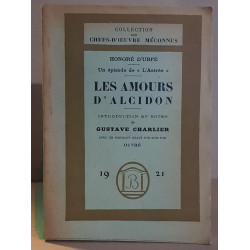 COLLECTION
DES
CHEFS-D'ŒUVRE MÉCONNUS
HONORÉ D'URFÉ
Un épisode de « L'Astrée »
LES AMOURS
D'ALCIDON
INTRODUCTION ET NOTES
DE
GUSTAVE CHARLIER
OUVRÉ
19 21